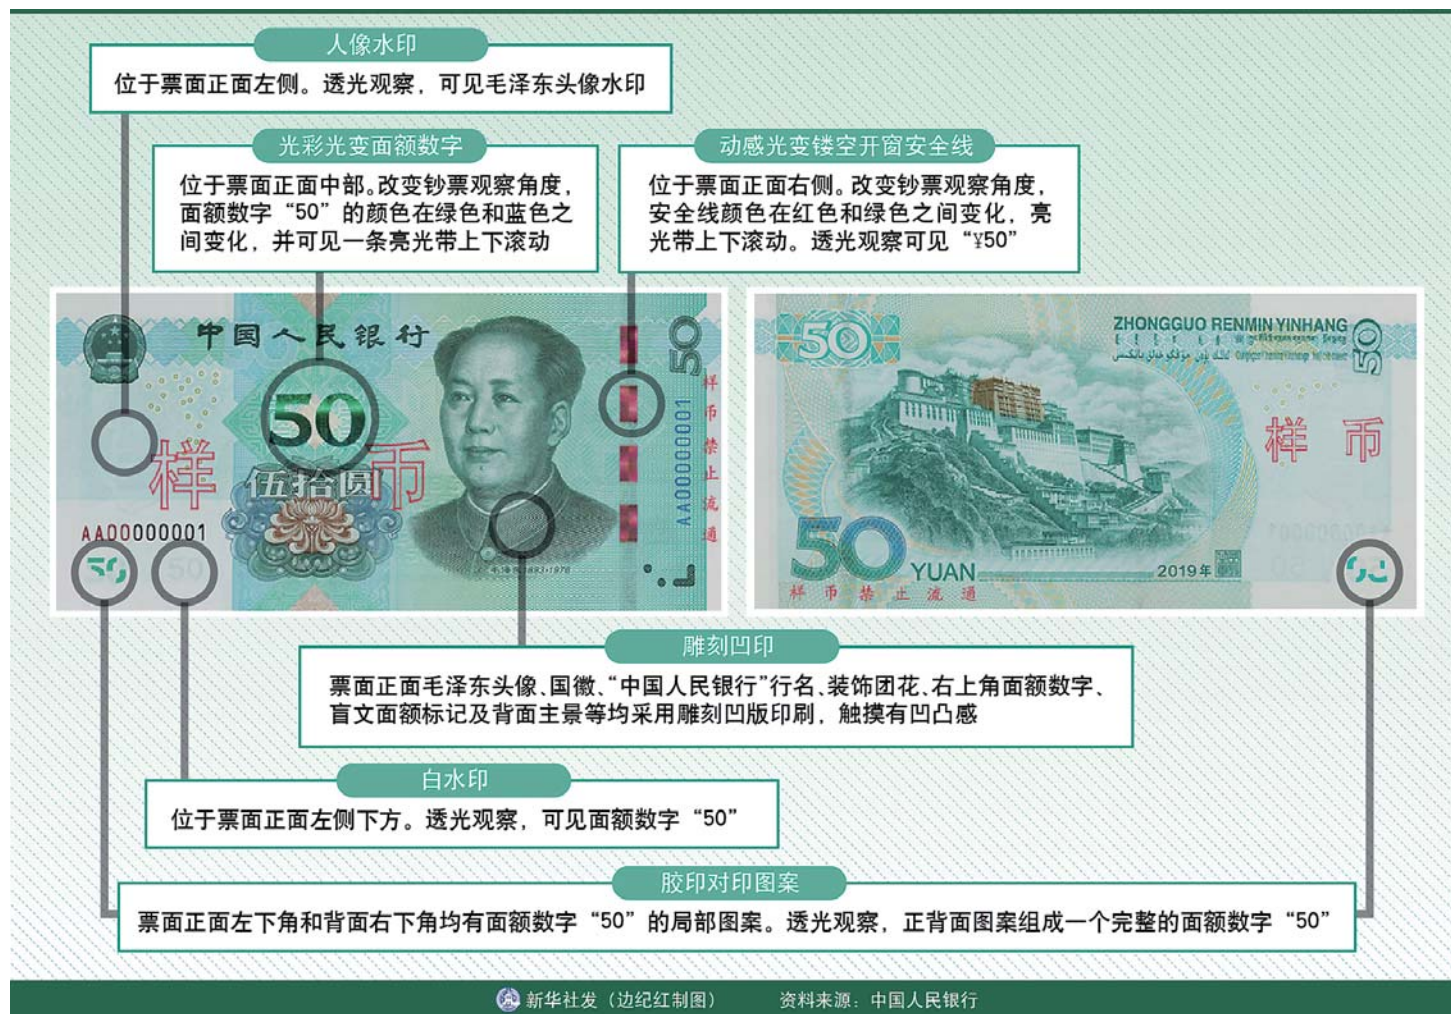 人像水印
位于票面正面左侧。透光观察，可见毛泽东头像水印
光彩光变面额数字
位于票面正面中部。改变钞票观察角度，
面额数字“50”的颜色在绿色和蓝色之
间变化，并可见一条亮光带上下滚动
动感光变镂空开窗安全线
位于票面正面右侧。改变钞票观察角度，
安全线颜色在红色和绿色之间变化，亮
光带上下滚动。透光观察可见“¥50”
中国人民银行
50
50
伍拾圆
样 币
样币禁止流通
AA00000001
AA00000001
50
50
毛泽东1893-1976
50
ZHONGGUO RENMIN YINHANG
50
样 币
50 YUAN
2019年
样币禁止流通
雕刻凹印
票面正面毛泽东头像、国徽、“中国人民银行”行名、装饰团花、右上角面额数字、
盲文面额标记及背面主景等均采用雕刻凹版印刷，触摸有凹凸感
白水印
位于票面正面左侧下方。透光观察，可见面额数字“50”
胶印对印图案
票面正面左下角和背面右下角均有面额数字“50”的局部图案。透光观察，正背面图案组成一个完整的面额数字“50”
新华社发（边纪红制图） 资料来源：中国人民银行